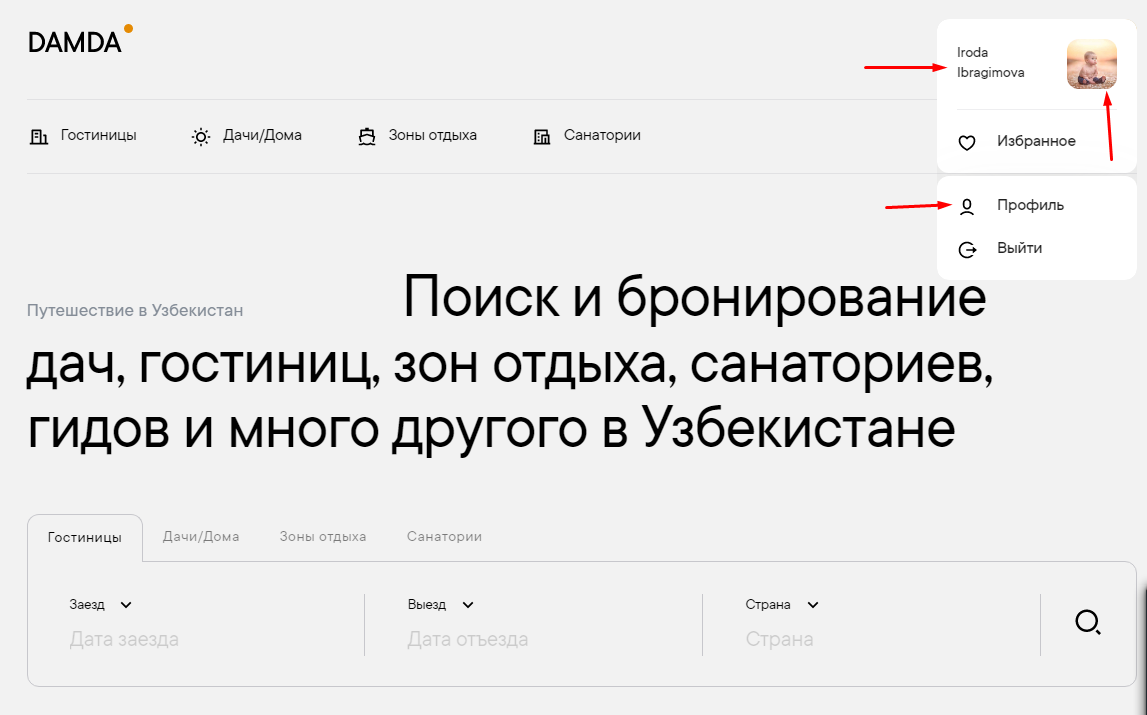 DAMDA
Iroda
Ibragimova
Гостиницы
Дачи/Дома
Зоны отдыха
Санатории
Избранное
Профиль
Выйти
Путешествие в Узбекистан
Поиск и бронирование
дач, гостиниц, зон отдыха, санаториев,
гидов и много другого в Узбекистане
Гостиницы
Дачи/Дома
Зоны отдыха
Санатории
Заезд
Дата заезда
Выезд
Дата отъезда
Страна
Страна